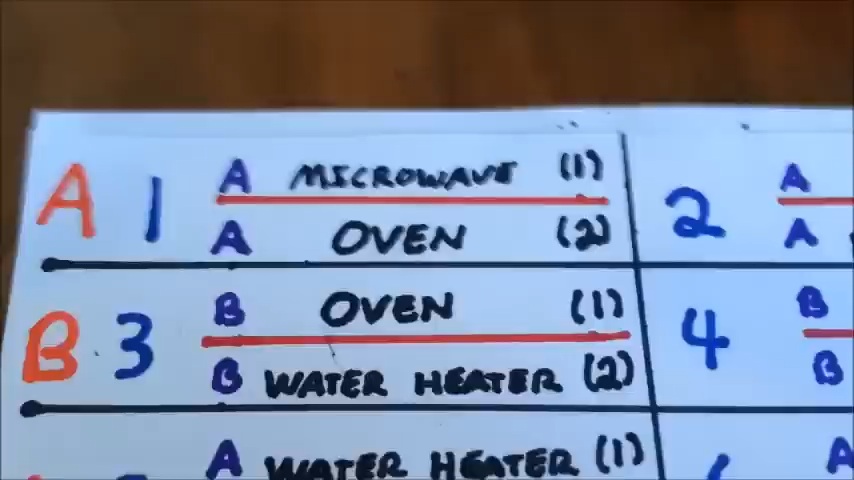 A 1 A MICROWAVE (1) 2 A
A OVEN (2) A
B 3 B OVEN (1) 4 B
B WATER HEATER (2) B
A WATER HEATER (1) A